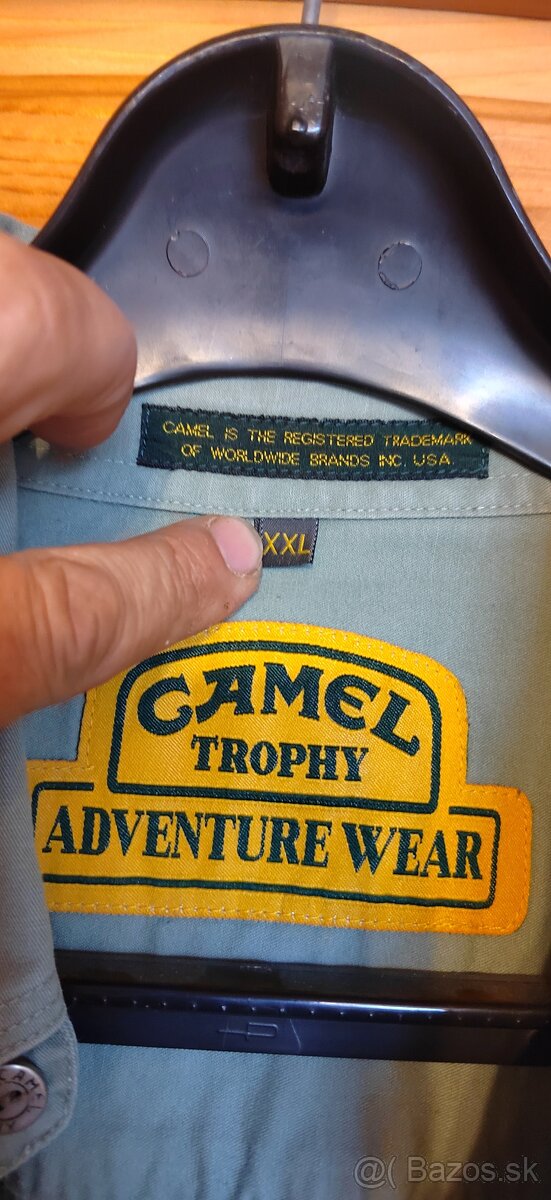 CAMEL IS THE REGISTERED TRADEMARK
OF WORLDWIDE BRANDS INC. USA
XXL
CAMEL
TROPHY
ADVENTURE WEAR
@( Bazos.sk